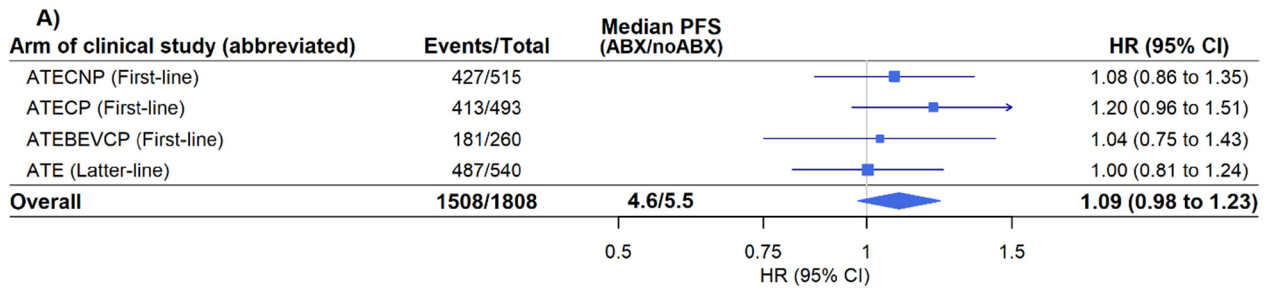 A)
Arm of clinical study (abbreviated) Events/Total Median PFS (ABX/noABX) HR (95% CI)
ATECNP (First-line) 427/515 1.08 (0.86 to 1.35)
ATECP (First-line) 413/493 1.20 (0.96 to 1.51)
ATEBEVCP (First-line) 181/260 1.04 (0.75 to 1.43)
ATE (Latter-line) 487/540 1.00 (0.81 to 1.24)
Overall 1508/1808 4.6/5.5 1.09 (0.98 to 1.23)
0.5 0.75 1 1.5
HR (95% CI)